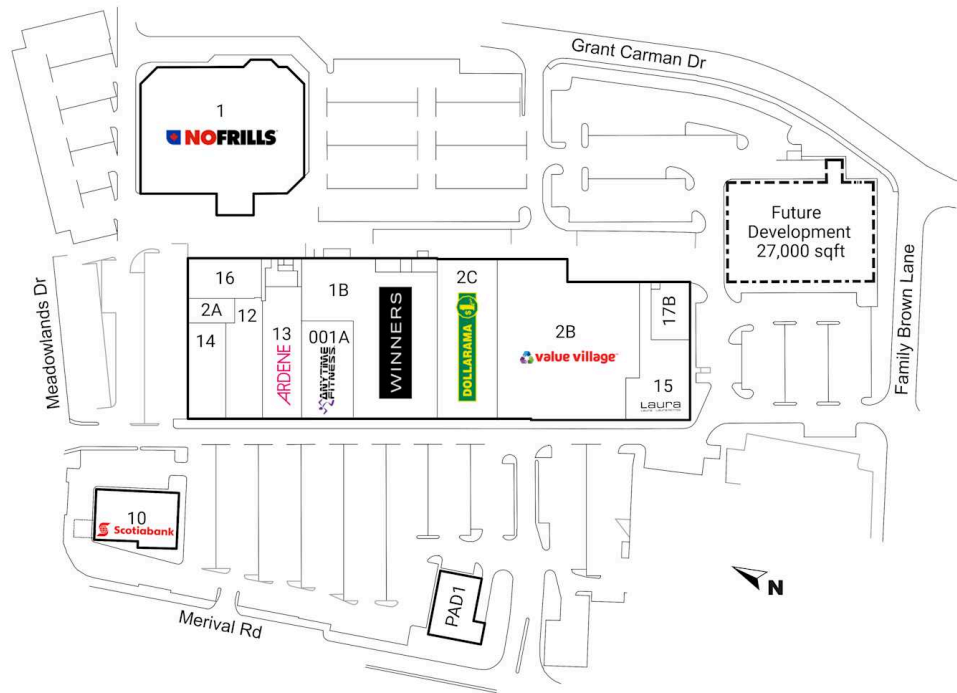 Grant Carman Dr
1
NOFRILLS
Future
Development
27,000 sqft
Meadowlands Dr
Family Brown Lane
16
2A
12
14
13
ARDENE
1B
001A
ANYTIME
FITNESS
WINNERS
2C
DOLLARAMA
2B
value village
17B
15
Laura
10
Scotiabank
PAD1
Merival Rd
N